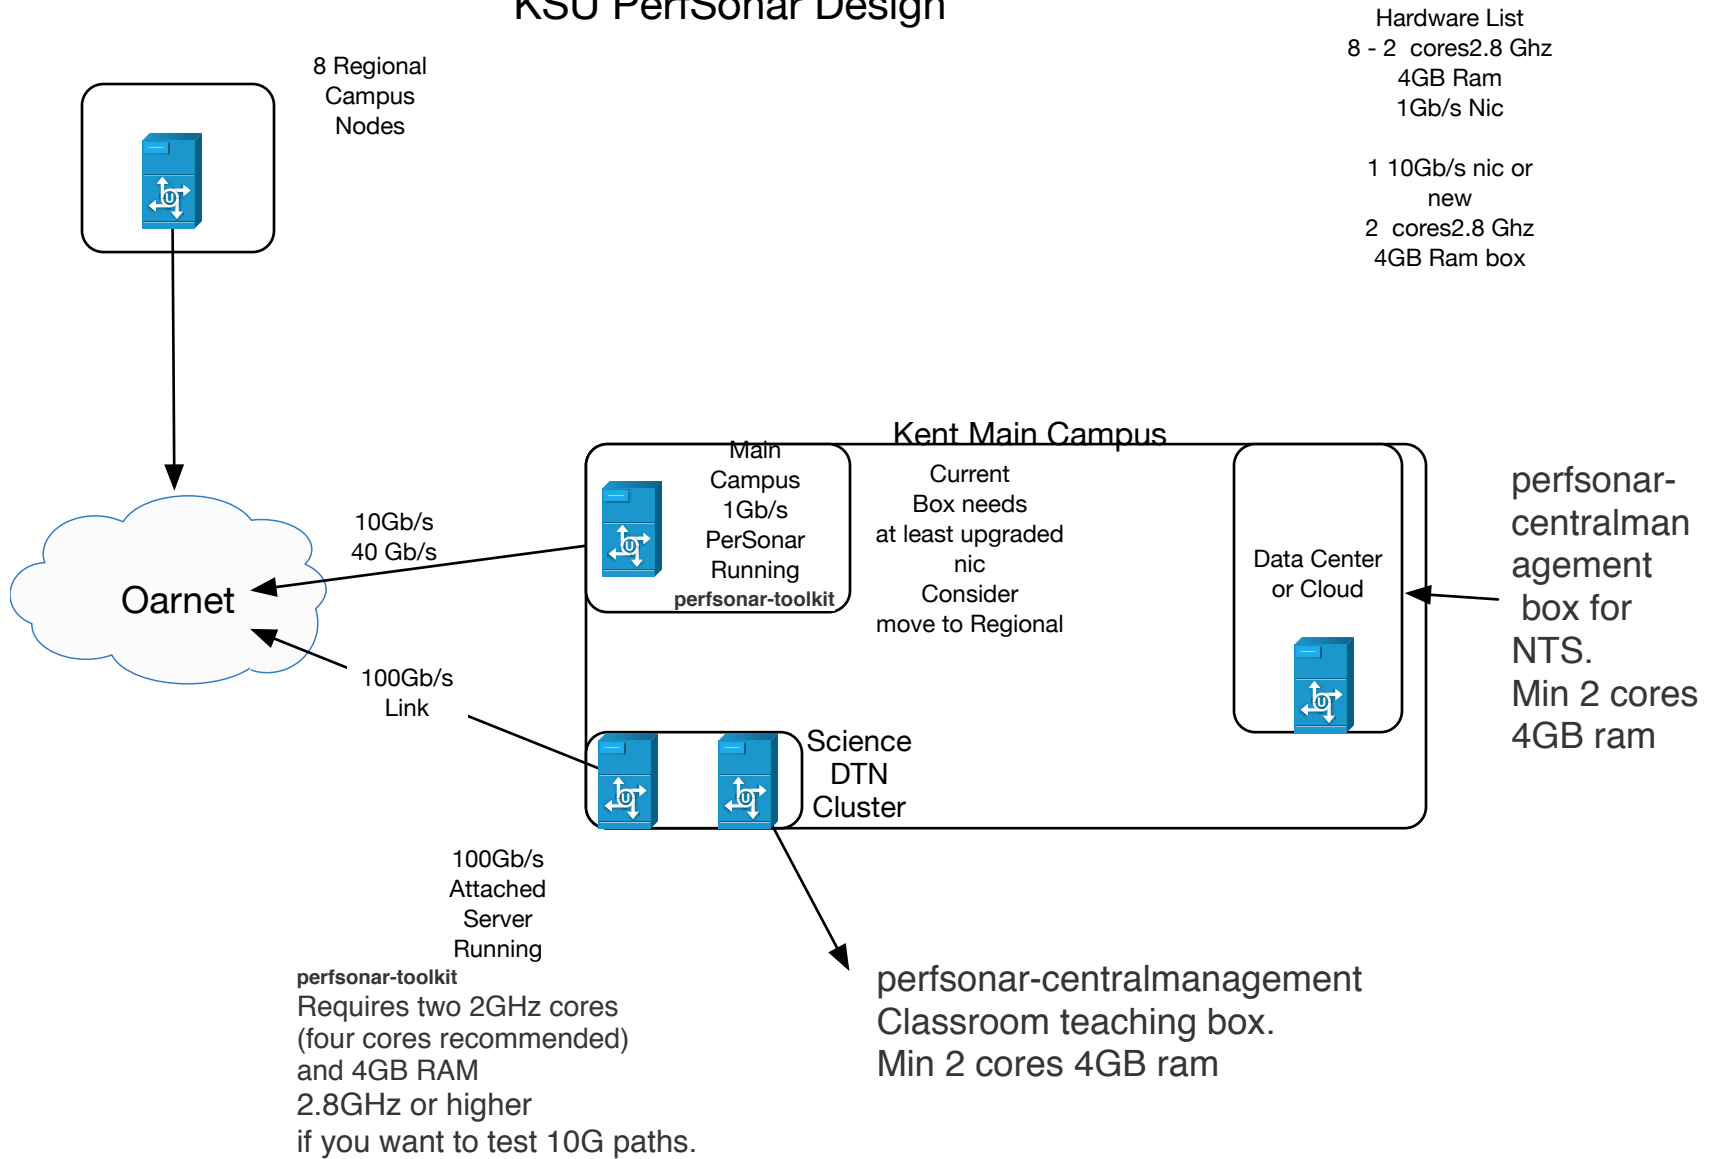 KSU PerfSonar Design
Hardware List
8 - 2 cores2.8 Ghz
4GB Ram
1Gb/s Nic
1 10Gb/s nic or
new
2 cores2.8 Ghz
4GB Ram box
8 Regional
Campus
Nodes
Kent Main Campus
Main
Campus
1Gb/s
PerSonar
Running
perfsonar-toolkit
Current
Box needs
at least upgraded
nic
Consider
move to Regional
Data Center
or Cloud
perfsonar-
centralman
agement
box for
NTS.
Min 2 cores
4GB ram
10Gb/s
40 Gb/s
Oarnet
100Gb/s
Link
Science
DTN
Cluster
100Gb/s
Attached
Server
Running
perfsonar-toolkit
Requires two 2GHz cores
(four cores recommended)
and 4GB RAM
2.8GHz or higher
if you want to test 10G paths.
perfsonar-centralmanagement
Classroom teaching box.
Min 2 cores 4GB ram
U
U
U
U
U